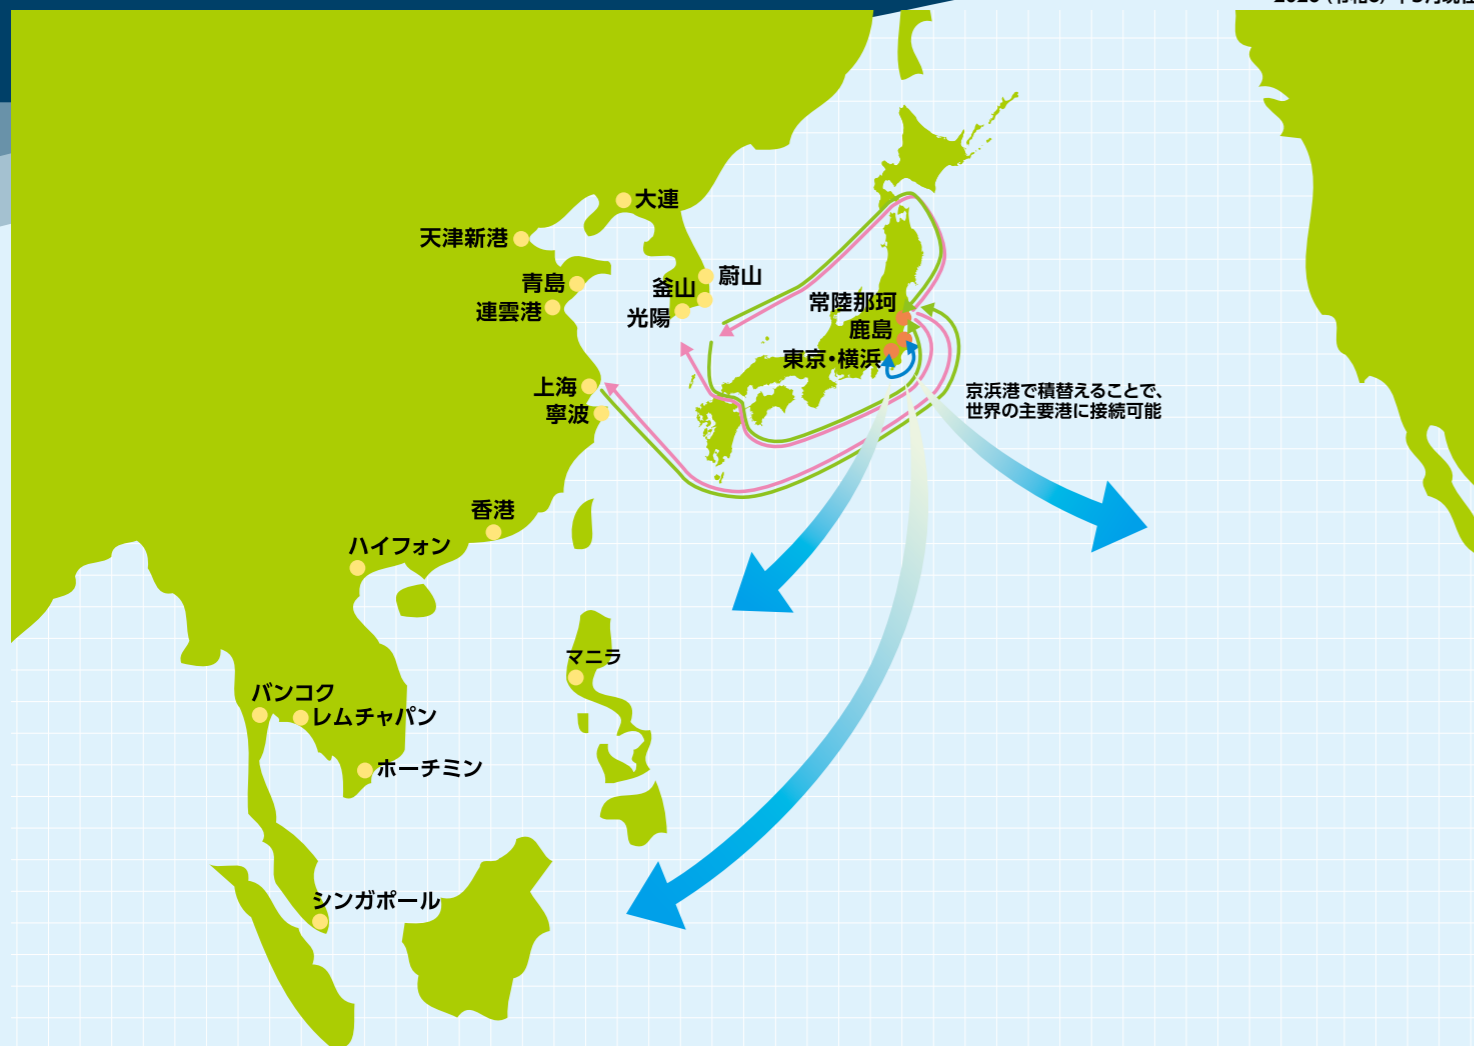 大連
天津新港
青島
蔚山
釜山
連雲港
光陽
常陸那珂
鹿島
東京・横浜
上海
寧波
京浜港で積替えることで、
世界の主要港に接続可能
香港
ハイフォン
マニラ
バンコク
レムチャバン
ホーチミン
シンガポール